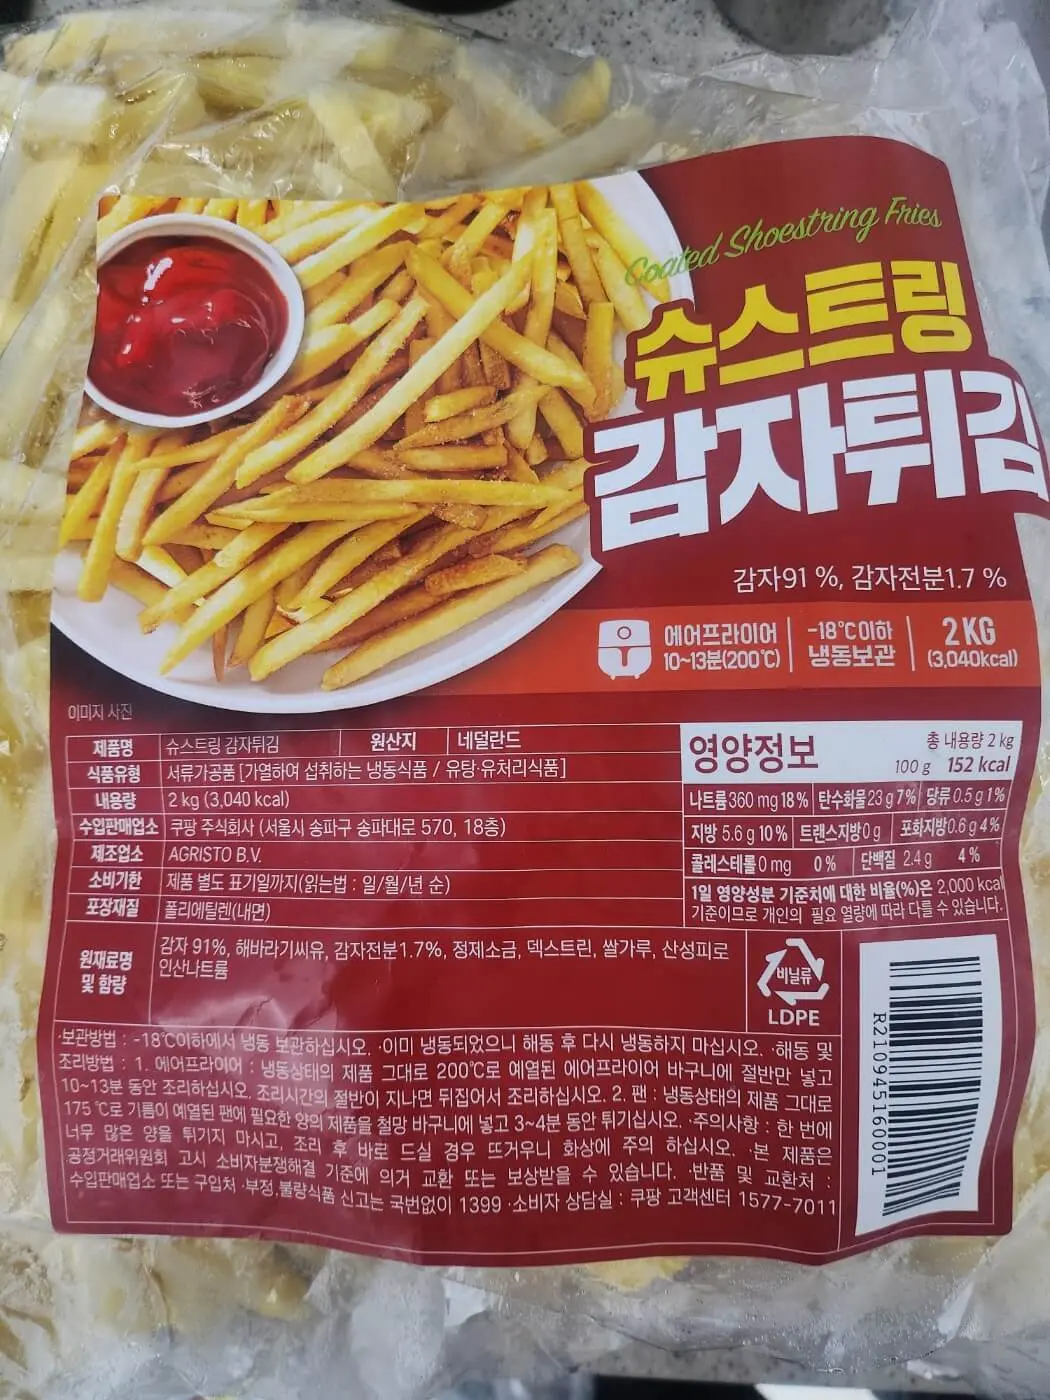 Coated Shoestring Fries
슈스트링
감자튀김
감자91 %, 감자전분1.7 %
에어프라이어
10~13분(200℃)
-18℃이하
냉동보관
2KG
(3,040kcal)
이미지 사진
제품명 슈스트링 감자튀김 원산지 네덜란드
식품유형 서류가공품 [가열하여 섭취하는 냉동식품 / 유탕·유처리식품]
내용량 2 kg (3,040 kcal)
수입판매업소 쿠팡 주식회사 (서울시 송파구 송파대로 570, 18층)
제조업소 AGRISTO B.V.
소비기한 제품 별도 표기일까지(읽는법 : 일/월/년 순)
포장재질 폴리에틸렌(내면)
원재료명
및 함량
감자 91%, 해바라기씨유, 감자전분1.7%, 정제소금, 덱스트린, 쌀가루, 산성피로
인산나트륨
비닐류
LDPE
영양정보
총 내용량 2 kg
100 g 152 kcal
나트륨360 mg18% 탄수화물23 g7% 당류0.5 g1%
지방 5.6 g10% 트랜스지방0 g 포화지방0.6 g4%
콜레스테롤0 mg 0% 단백질 2.4 g 4%
1일 영양성분 기준치에 대한 비율(%)은 2,000 kcal
기준이므로 개인의 필요 열량에 따라 다를 수 있습니다.
·보관방법 : -18℃이하에서 냉동 보관하십시오. ·이미 냉동되었으니 해동 후 다시 냉동하지 마십시오. ·해동 및
조리방법 : 1. 에어프라이어 : 냉동상태의 제품 그대로 200℃로 예열된 에어프라이어 바구니에 절반만 넣고
10~13분 동안 조리하십시오. 조리시간의 절반이 지나면 뒤집어서 조리하십시오. 2. 팬 : 냉동상태의 제품 그대로
175 ℃로 기름이 예열된 팬에 필요한 양의 제품을 철망 바구니에 넣고 3~4분 동안 튀기십시오. ·주의사항 : 한 번에
너무 많은 양을 튀기지 마시고, 조리 후 바로 드실 경우 뜨거우니 화상에 주의 하십시오. ·본 제품은
공정거래위원회 고시 소비자분쟁해결 기준에 의거 교환 또는 보상받을 수 있습니다. ·반품 및 교환처 :
수입판매업소 또는 구입처 ·부정.불량식품 신고는 국번없이 1399 ·소비자 상담실 : 쿠팡 고객센터 1577-7011
R210945160001